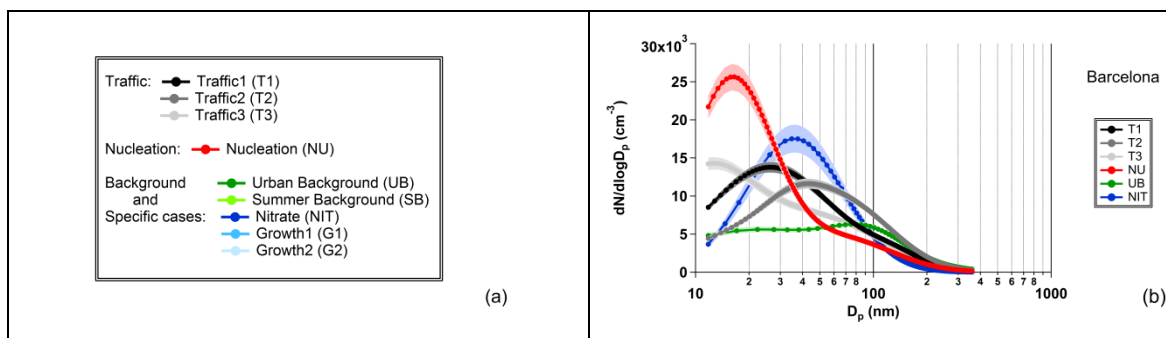 Traffic: Traffic1 (T1)
Traffic2 (T2)
Traffic3 (T3)
Nucleation: Nucleation (NU)
Background and Specific cases: Urban Background (UB)
Summer Background (SB)
Nitrate (NIT)
Growth1 (G1)
Growth2 (G2)
(a)
30x10³
25
20
15
10
5
0
dN/dlogDp (cm⁻³)
10 2 3 4 5 6 7 8 100 2 3 4 5 6 7 8 1000
Dp (nm)
Barcelona
T1
T2
T3
NU
UB
NIT
(b)